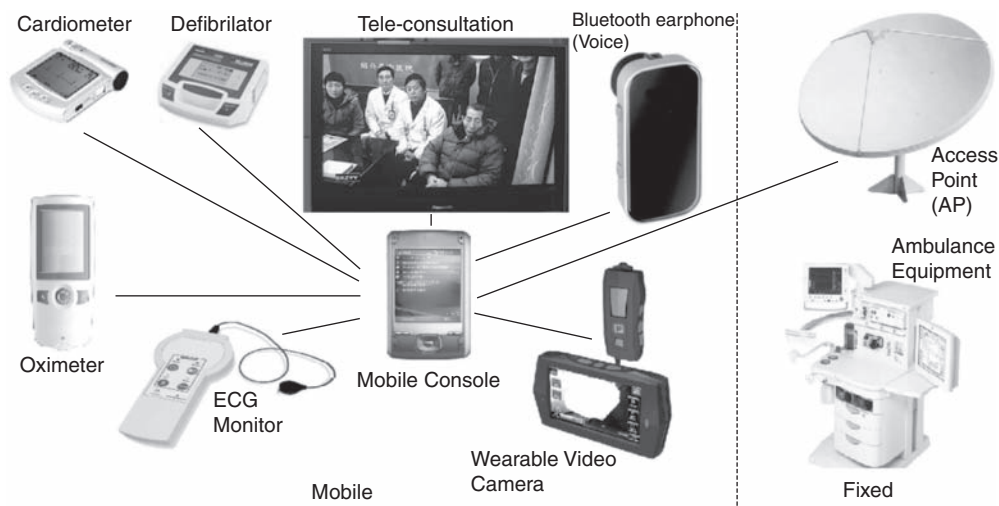 Cardiometer
Defibrilator
Tele-consultation
Bluetooth earphone
(Voice)
Access
Point
(AP)
Ambulance
Equipment
Oximeter
ECG
Monitor
Mobile Console
Wearable Video
Camera
Mobile
Fixed